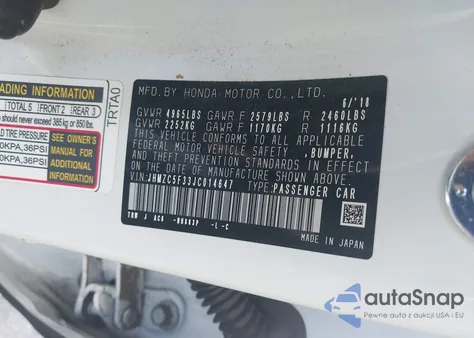 ADING INFORMATION
TOTAL 5 FRONT 2 REAR 3
should never exceed 385 kg or 850 lbs.
D TIRE PRESSURE
0KPA,36PSI
0KPA,36PSI
SEE OWNER'S
MANUAL FOR
ADDITIONAL
INFORMATION
TRTA0
MFD. BY HONDA MOTOR CO.,LTD.
6/'18
GVWR 4965LBS GAWR F 2579LBS R 2460LBS
GVWR 2252KG GAWR F 1170KG R 1116KG
THIS VEHICLE CONFORMS TO ALL APPLICABLE
FEDERAL MOTOR VEHICLE SAFETY, BUMPER,
AND THEFT PREVENTION STANDARDS IN EFFECT ON
THE DATE OF MANUFACTURE SHOWN ABOVE.
VIN:JHMZC5F33JC014647 TYPE:PASSENGER CAR
-L-C
MADE IN JAPAN
autoSnap
Pewne auto z aukcji w USA i EU